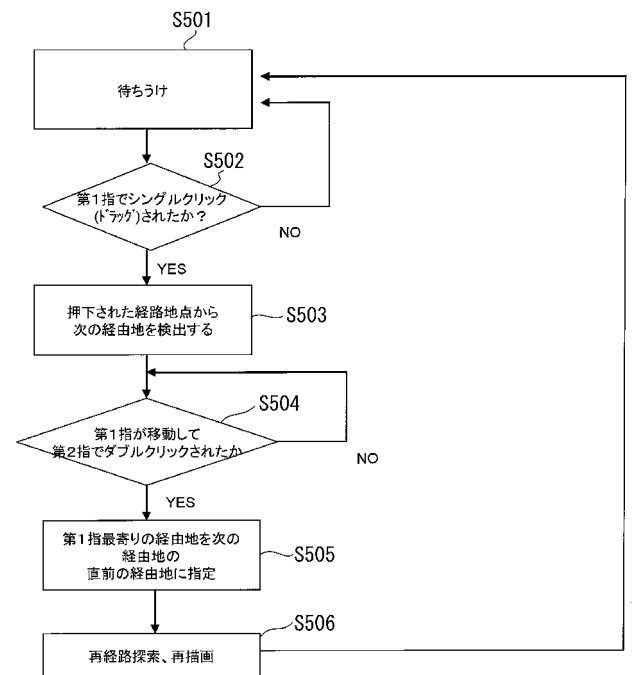 S501
待ちうけ
S502
第1指でシングルクリック
(ﾄﾞﾗｯｸﾞ)されたか?
NO
YES
押下された経路地点から
次の経由地を検出する
S503
S504
第1指が移動して
第2指でダブルクリックされたか
NO
YES
第1指最寄りの経由地を次の
経由地の
直前の経由地に指定
S505
S506
再経路探索、再描画